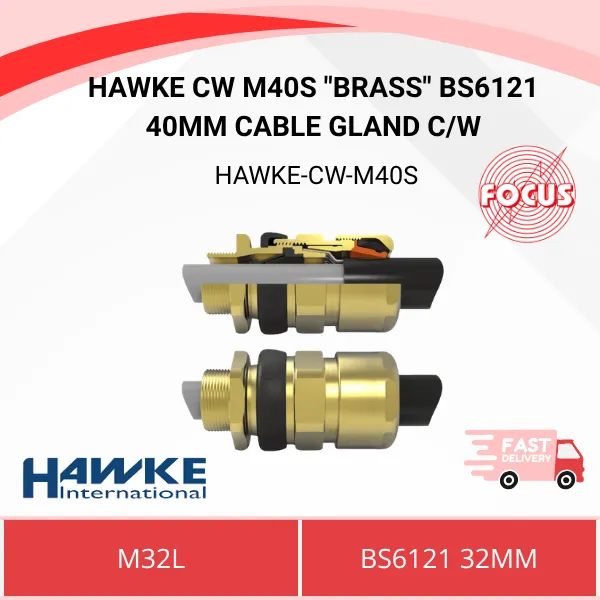 HAWKE CW M40S "BRASS" BS6121
40MM CABLE GLAND C/W
HAWKE-CW-M40S
FOCUS
FAST
DELIVERY
HAWKE
International
M32L
BS6121 32MM